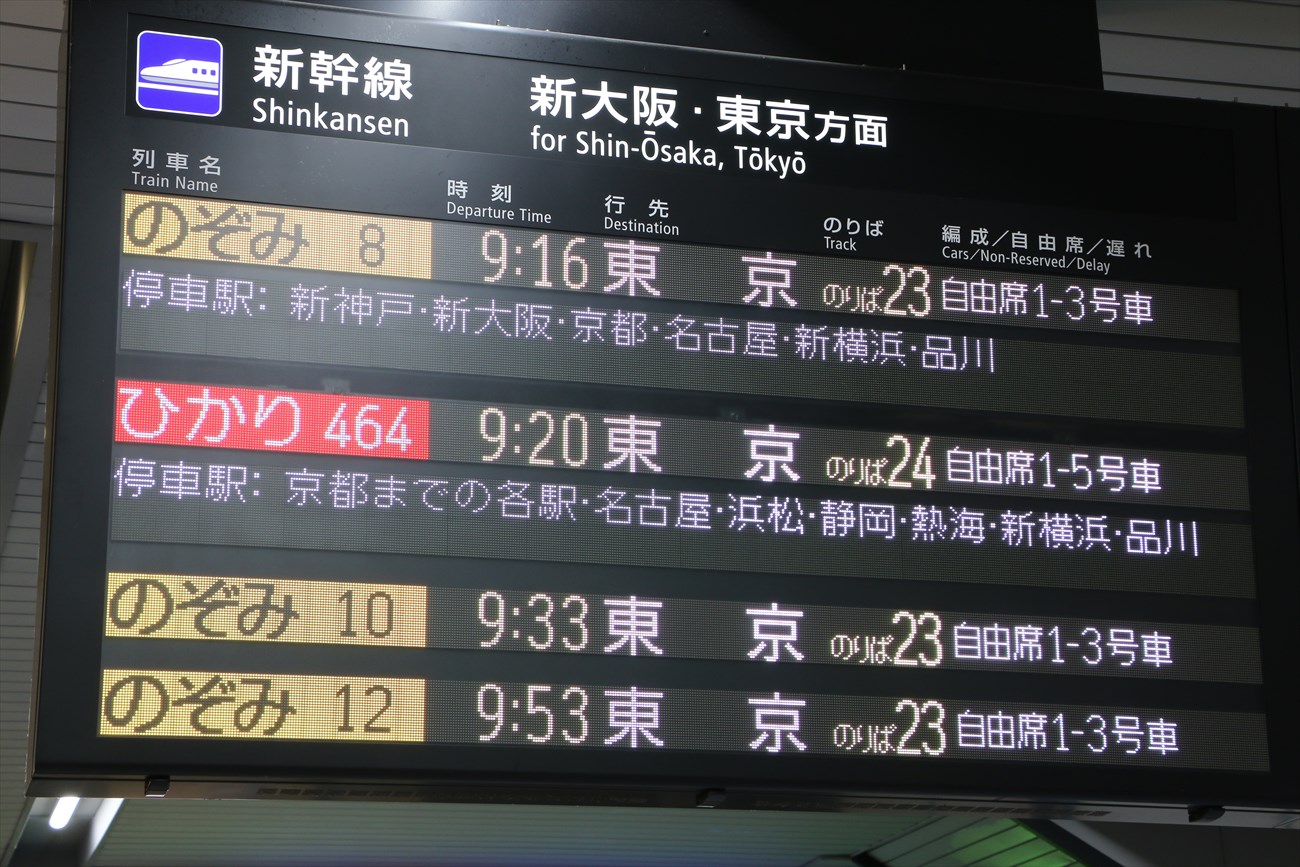 新幹線 新大阪・東京方面
Shinkansen for Shin-Ōsaka, Tōkyō
列車名 時刻 行先 のりば 編成／自由席／遅れ
Train Name Departure Time Destination Track Cars／Non-Reserved／Delay
のぞみ 8 9:16 東京 のりば23 自由席1-3号車
停車駅: 新神戸・新大阪・京都・名古屋・新横浜・品川
ひかり 464 9:20 東京 のりば24 自由席1-5号車
停車駅: 京都までの各駅・名古屋・浜松・静岡・熱海・新横浜・品川
のぞみ 10 9:33 東京 のりば23 自由席1-3号車
のぞみ 12 9:53 東京 のりば23 自由席1-3号車